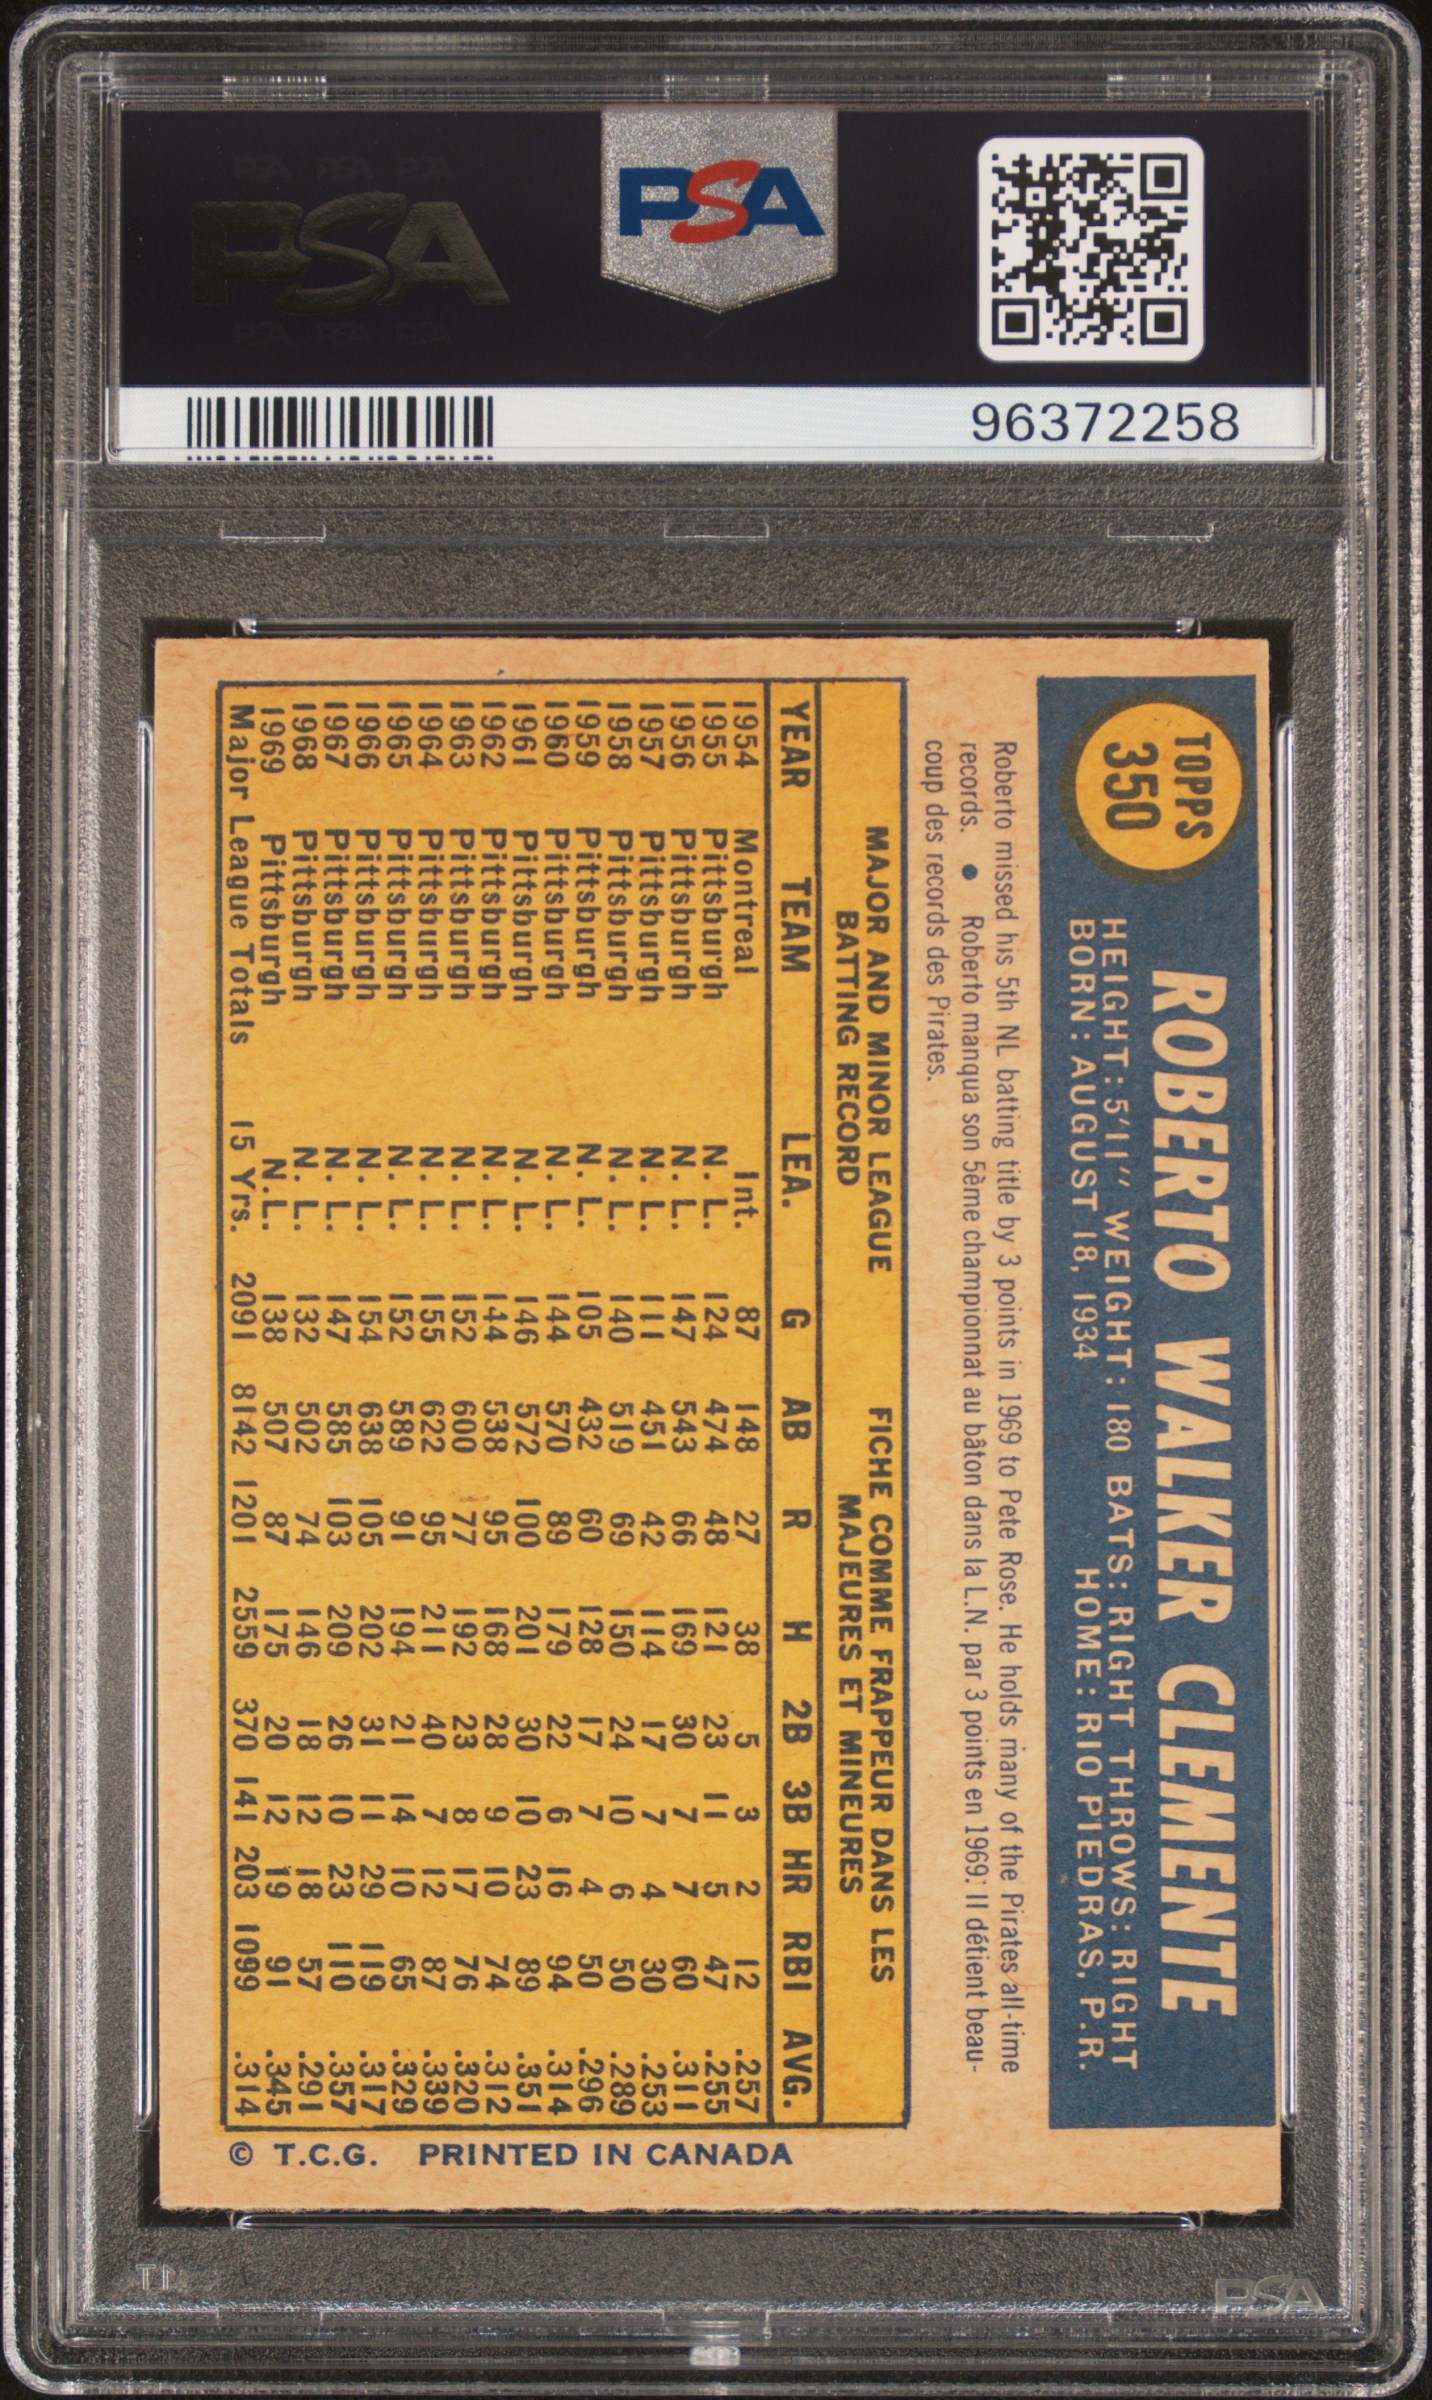 PSA PSA PSA
PSA
PSA PSA PSA
PSA
96372258
TOPPS
350
ROBERTO WALKER CLEMENTE
HEIGHT: 5'11" WEIGHT: 180 BATS: RIGHT THROWS: RIGHT
BORN: AUGUST 18, 1934 HOME: RIO PIEDRAS, P.R.
Roberto missed his 5th NL batting title by 3 points in 1969 to Pete Rose. He holds many of the Pirates all-time
records. ● Roberto manqua son 5ème championnat au bâton dans la L.N. par 3 points en 1969: Il détient beau-
coup des records des Pirates.
MAJOR AND MINOR LEAGUE FICHE COMME FRAPPEUR DANS LES
BATTING RECORD MAJEURES ET MINEURES
YEAR TEAM LEA. G AB R H 2B 3B HR RBI AVG.
1954 Montreal Int. 87 148 27 38 5 3 2 12 .257
1955 Pittsburgh N. L. 124 474 48 121 23 11 5 47 .255
1956 Pittsburgh N. L. 147 543 66 169 30 7 7 60 .311
1957 Pittsburgh N. L. 111 451 42 114 17 7 4 30 .253
1958 Pittsburgh N. L. 140 519 69 150 24 10 6 50 .289
1959 Pittsburgh N. L. 105 432 60 128 17 7 4 50 .296
1960 Pittsburgh N. L. 144 570 89 179 22 6 16 94 .314
1961 Pittsburgh N. L. 146 572 100 201 30 10 23 89 .351
1962 Pittsburgh N. L. 144 538 95 168 28 9 10 74 .312
1963 Pittsburgh N. L. 152 600 77 192 23 8 17 76 .320
1964 Pittsburgh N. L. 155 622 95 211 40 7 12 87 .339
1965 Pittsburgh N. L. 152 589 91 194 21 14 10 65 .329
1966 Pittsburgh N. L. 154 638 105 202 31 11 29 119 .317
1967 Pittsburgh N. L. 147 585 103 209 26 10 23 110 .357
1968 Pittsburgh N. L. 132 502 74 146 18 12 18 57 .291
1969 Pittsburgh N.L. 138 507 87 175 20 12 19 91 .345
Major League Totals 15 Yrs. 2091 8142 1201 2559 370 141 203 1099 .314
© T.C.G. PRINTED IN CANADA
PSA